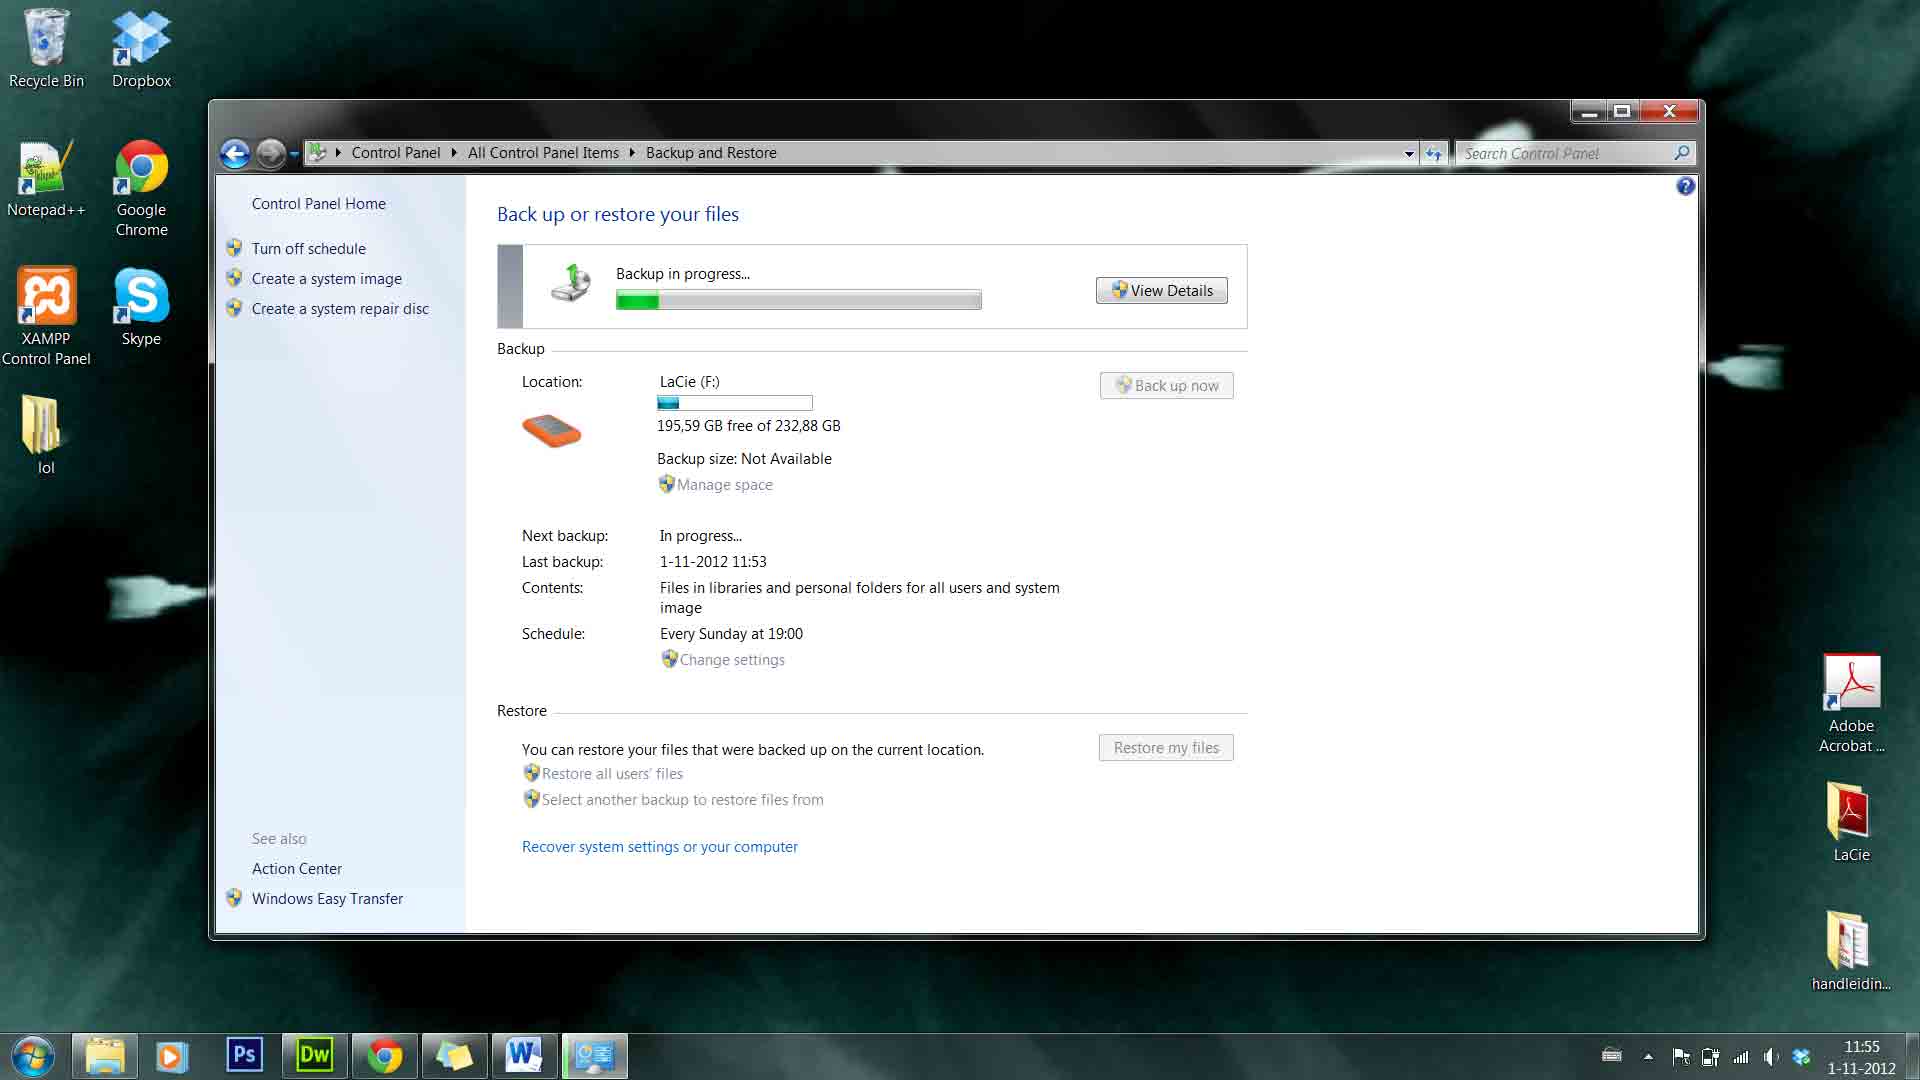 Recycle Bin
Dropbox
Notepad++
Google
Chrome
XAMPP
Control Panel
Skype
lol
Control Panel
All Control Panel Items
Backup and Restore
Search Control Panel
Control Panel Home
Turn off schedule
Create a system image
Create a system repair disc
See also
Action Center
Windows Easy Transfer
Back up or restore your files
Backup in progress...
View Details
Backup
Location:
LaCie (F:)
Back up now
195,59 GB free of 232,88 GB
Backup size: Not Available
Manage space
Next backup: In progress...
Last backup: 1-11-2012 11:53
Contents: Files in libraries and personal folders for all users and system
image
Schedule: Every Sunday at 19:00
Change settings
Restore
You can restore your files that were backed up on the current location.
Restore my files
Restore all users' files
Select another backup to restore files from
Recover system settings or your computer
Adobe
Acrobat ...
LaCie
handleidin...
Ps
Dw
W
11:55
1-11-2012